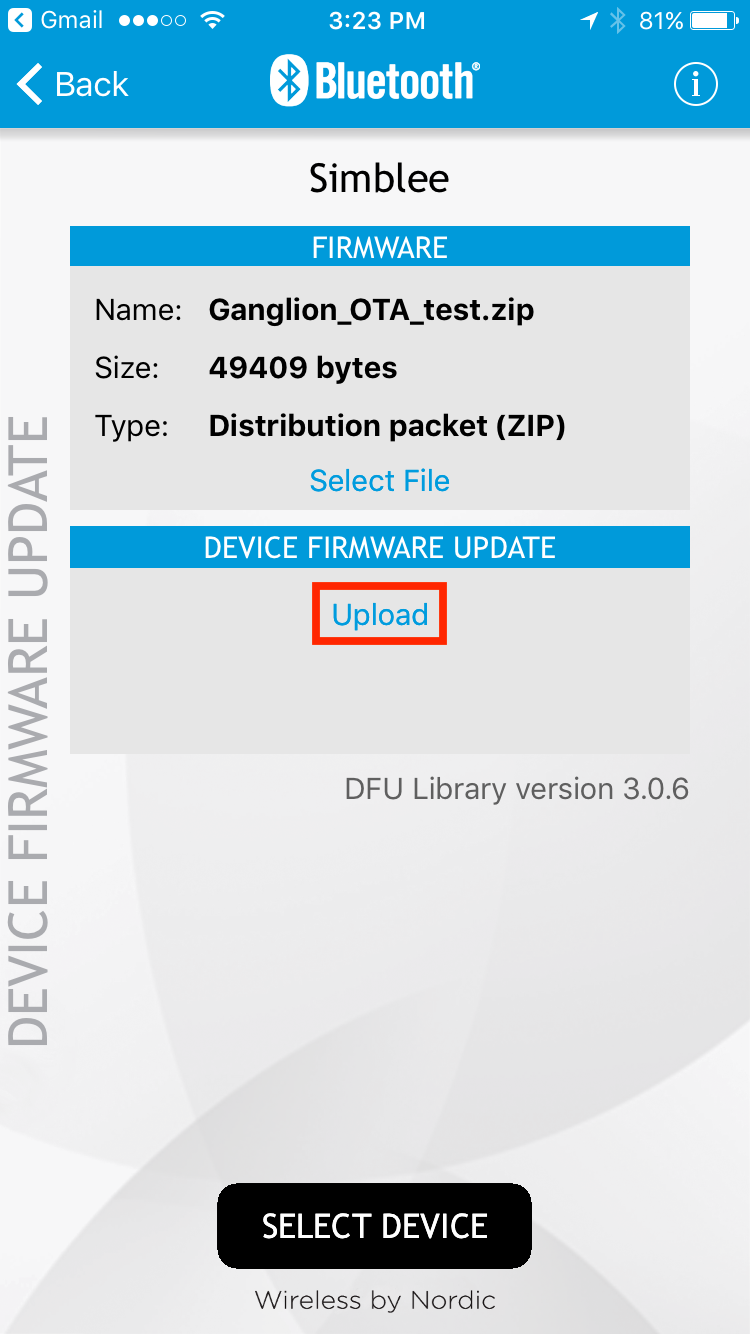 Gmail 3:23 PM 81%
Back Bluetooth® i
Simblee
FIRMWARE
Name: Ganglion_OTA_test.zip
Size: 49409 bytes
Type: Distribution packet (ZIP)
Select File
DEVICE FIRMWARE UPDATE
Upload
DFU Library version 3.0.6
DEVICE FIRMWARE UPDATE
SELECT DEVICE
Wireless by Nordic